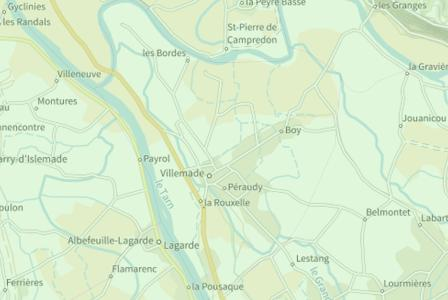 Gyclinies
les Randals
la Peyre Basse
les Granges
St-Pierre de
Campredon
les Bordes
Villeneuve
la Gravière
Montures
Jouanicou
Boy
Payrol
le Tarn
Villemade
Péraudy
la Rouxelle
Belmontet
Albefeuille-Lagarde
Lagarde
Lestang
Flamarenc
Ferrières
la Pousaque
Lourmières